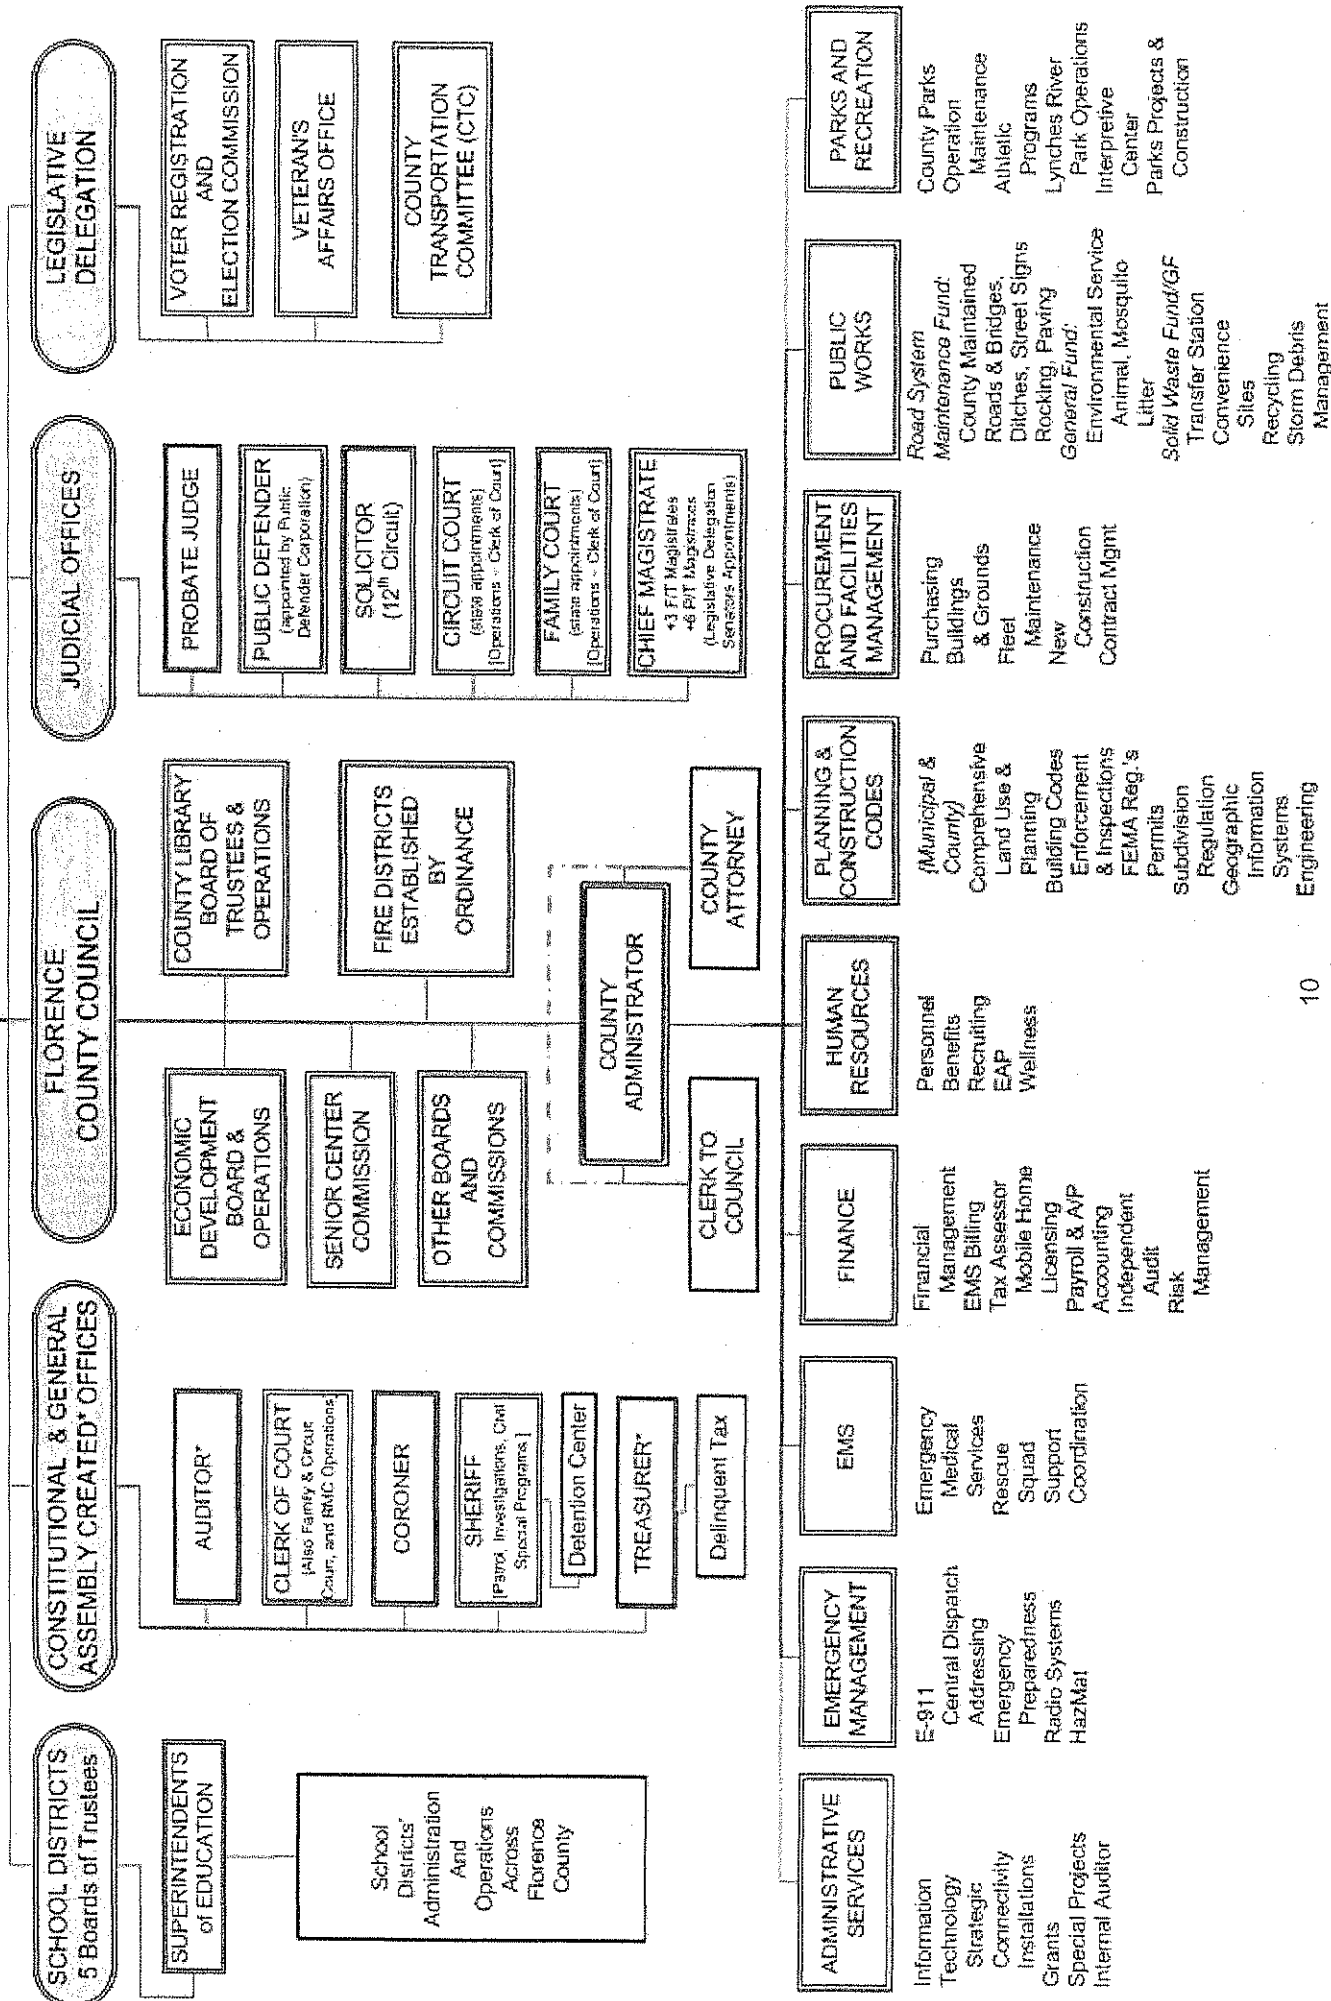 SCHOOL DISTRICTS
5 Boards of Trustees
SUPERINTENDENTS
of EDUCATION
School
Districts'
Administration
And
Operations
Across
Florence
County
CONSTITUTIONAL & GENERAL
ASSEMBLY CREATED* OFFICES
AUDITOR*
CLERK OF COURT
[Also Family & Circuit
Court, and RMC Operations]
CORONER
SHERIFF
[Patrol, Investigations, Civil
Special Programs]
Detention Center
TREASURER*
Delinquent Tax
FLORENCE
COUNTY COUNCIL
ECONOMIC
DEVELOPMENT
BOARD &
OPERATIONS
COUNTY LIBRARY
BOARD OF
TRUSTEES &
OPERATIONS
SENIOR CENTER
COMMISSION
FIRE DISTRICTS
ESTABLISHED
BY
ORDINANCE
OTHER BOARDS
AND
COMMISSIONS
COUNTY
ADMINISTRATOR
CLERK TO
COUNCIL
COUNTY
ATTORNEY
JUDICIAL OFFICES
PROBATE JUDGE
PUBLIC DEFENDER
(appointed by Public
Defender Corporation)
SOLICITOR
(12th Circuit)
CIRCUIT COURT
(state appointments)
[Operations - Clerk of Court]
FAMILY COURT
(state appointments)
[Operations - Clerk of Court]
CHIEF MAGISTRATE
+3 F/T Magistrates
+6 P/T Magistrates
(Legislative Delegation
Senators Appointments)
LEGISLATIVE
DELEGATION
VOTER REGISTRATION
AND
ELECTION COMMISSION
VETERAN'S
AFFAIRS OFFICE
COUNTY
TRANSPORTATION
COMMITTEE (CTC)
ADMINISTRATIVE
SERVICES
Information
Technology
Strategic
Connectivity
Installations
Grants
Special Projects
Internal Auditor
EMERGENCY
MANAGEMENT
E-911
Central Dispatch
Addressing
Emergency
Preparedness
Radio Systems
HazMat
EMS
Emergency
Medical
Services
Rescue
Squad
Support
Coordination
FINANCE
Financial
Management
EMS Billing
Tax Assessor
Mobile Home
Licensing
Payroll & A/P
Accounting
Independent
Audit
Risk
Management
HUMAN
RESOURCES
Personnel
Benefits
Recruiting
EAP
Wellness
PLANNING &
CONSTRUCTION
CODES
(Municipal &
County)
Comprehensive
Land Use &
Planning
Building Codes
Enforcement
& Inspections
FEMA Reg.'s
Permits
Subdivision
Regulation
Geographic
Information
Systems
Engineering
PROCUREMENT
AND FACILITIES
MANAGEMENT
Purchasing
Buildings
& Grounds
Fleet
Maintenance
New
Construction
Contract Mgmt
PUBLIC
WORKS
Road System
Maintenance Fund:
County Maintained
Roads & Bridges,
Ditches, Street Signs
Rocking, Paving
General Fund:
Environmental Service
Animal, Mosquito
Litter
Solid Waste Fund/GF
Transfer Station
Convenience
Sites
Recycling
Storm Debris
Management
PARKS AND
RECREATION
County Parks
Operation
Maintenance
Athletic
Programs
Lynches River
Park Operations
Interpretive
Center
Parks Projects &
Construction
10